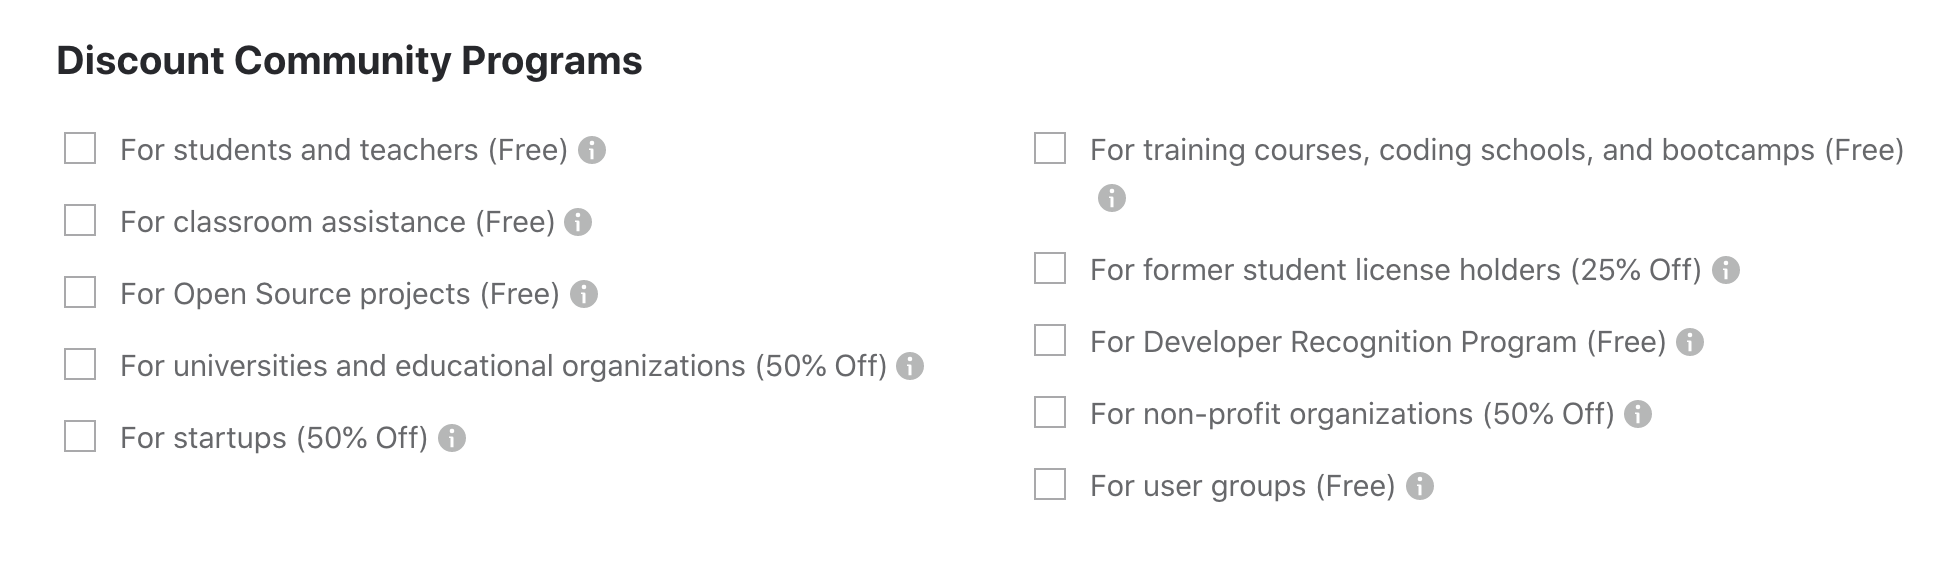 Discount Community Programs
For students and teachers (Free)
For classroom assistance (Free)
For Open Source projects (Free)
For universities and educational organizations (50% Off)
For startups (50% Off)
For training courses, coding schools, and bootcamps (Free)
For former student license holders (25% Off)
For Developer Recognition Program (Free)
For non-profit organizations (50% Off)
For user groups (Free)